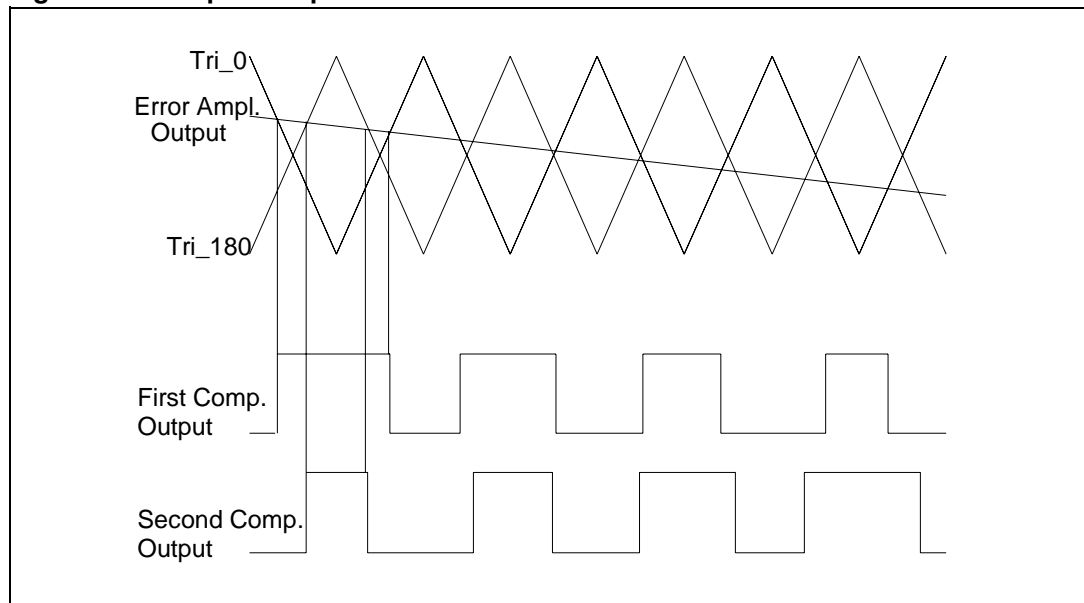 Tri_0
Error Ampl.
Output
Tri_180
First Comp.
Output
Second Comp.
Output